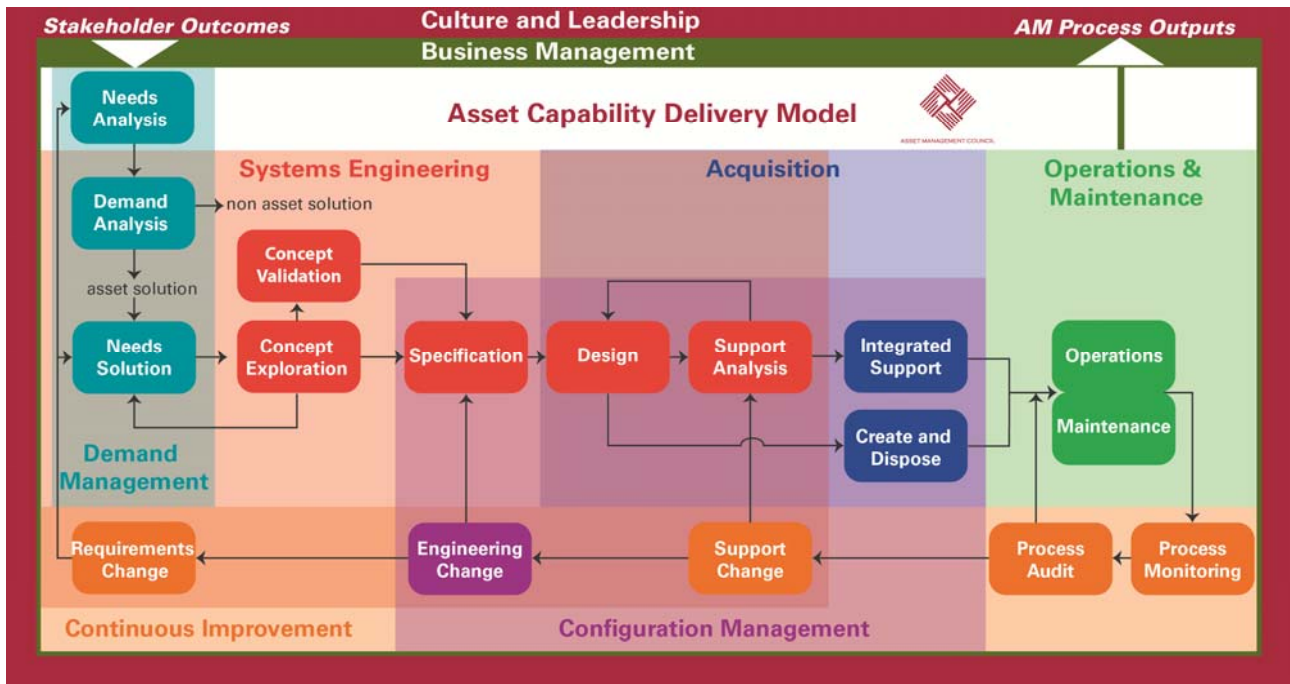 Stakeholder Outcomes
Culture and Leadership
AM Process Outputs
Business Management
Needs
Analysis
Asset Capability Delivery Model
ASSET MANAGEMENT COUNCIL
Systems Engineering
Acquisition
Operations &
Maintenance
Demand
Analysis
non asset solution
Concept
Validation
asset solution
Needs
Solution
Concept
Exploration
Specification
Design
Support
Analysis
Integrated
Support
Operations
Maintenance
Create and
Dispose
Demand
Management
Requirements
Change
Engineering
Change
Support
Change
Process
Audit
Process
Monitoring
Continuous Improvement
Configuration Management